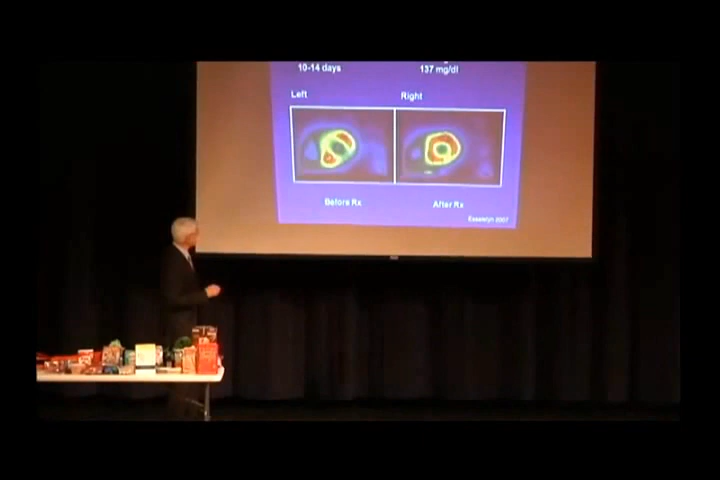 10-14 days
137 mg/dl
Left
Right
Before Rx
After Rx
Esselstyn 2007